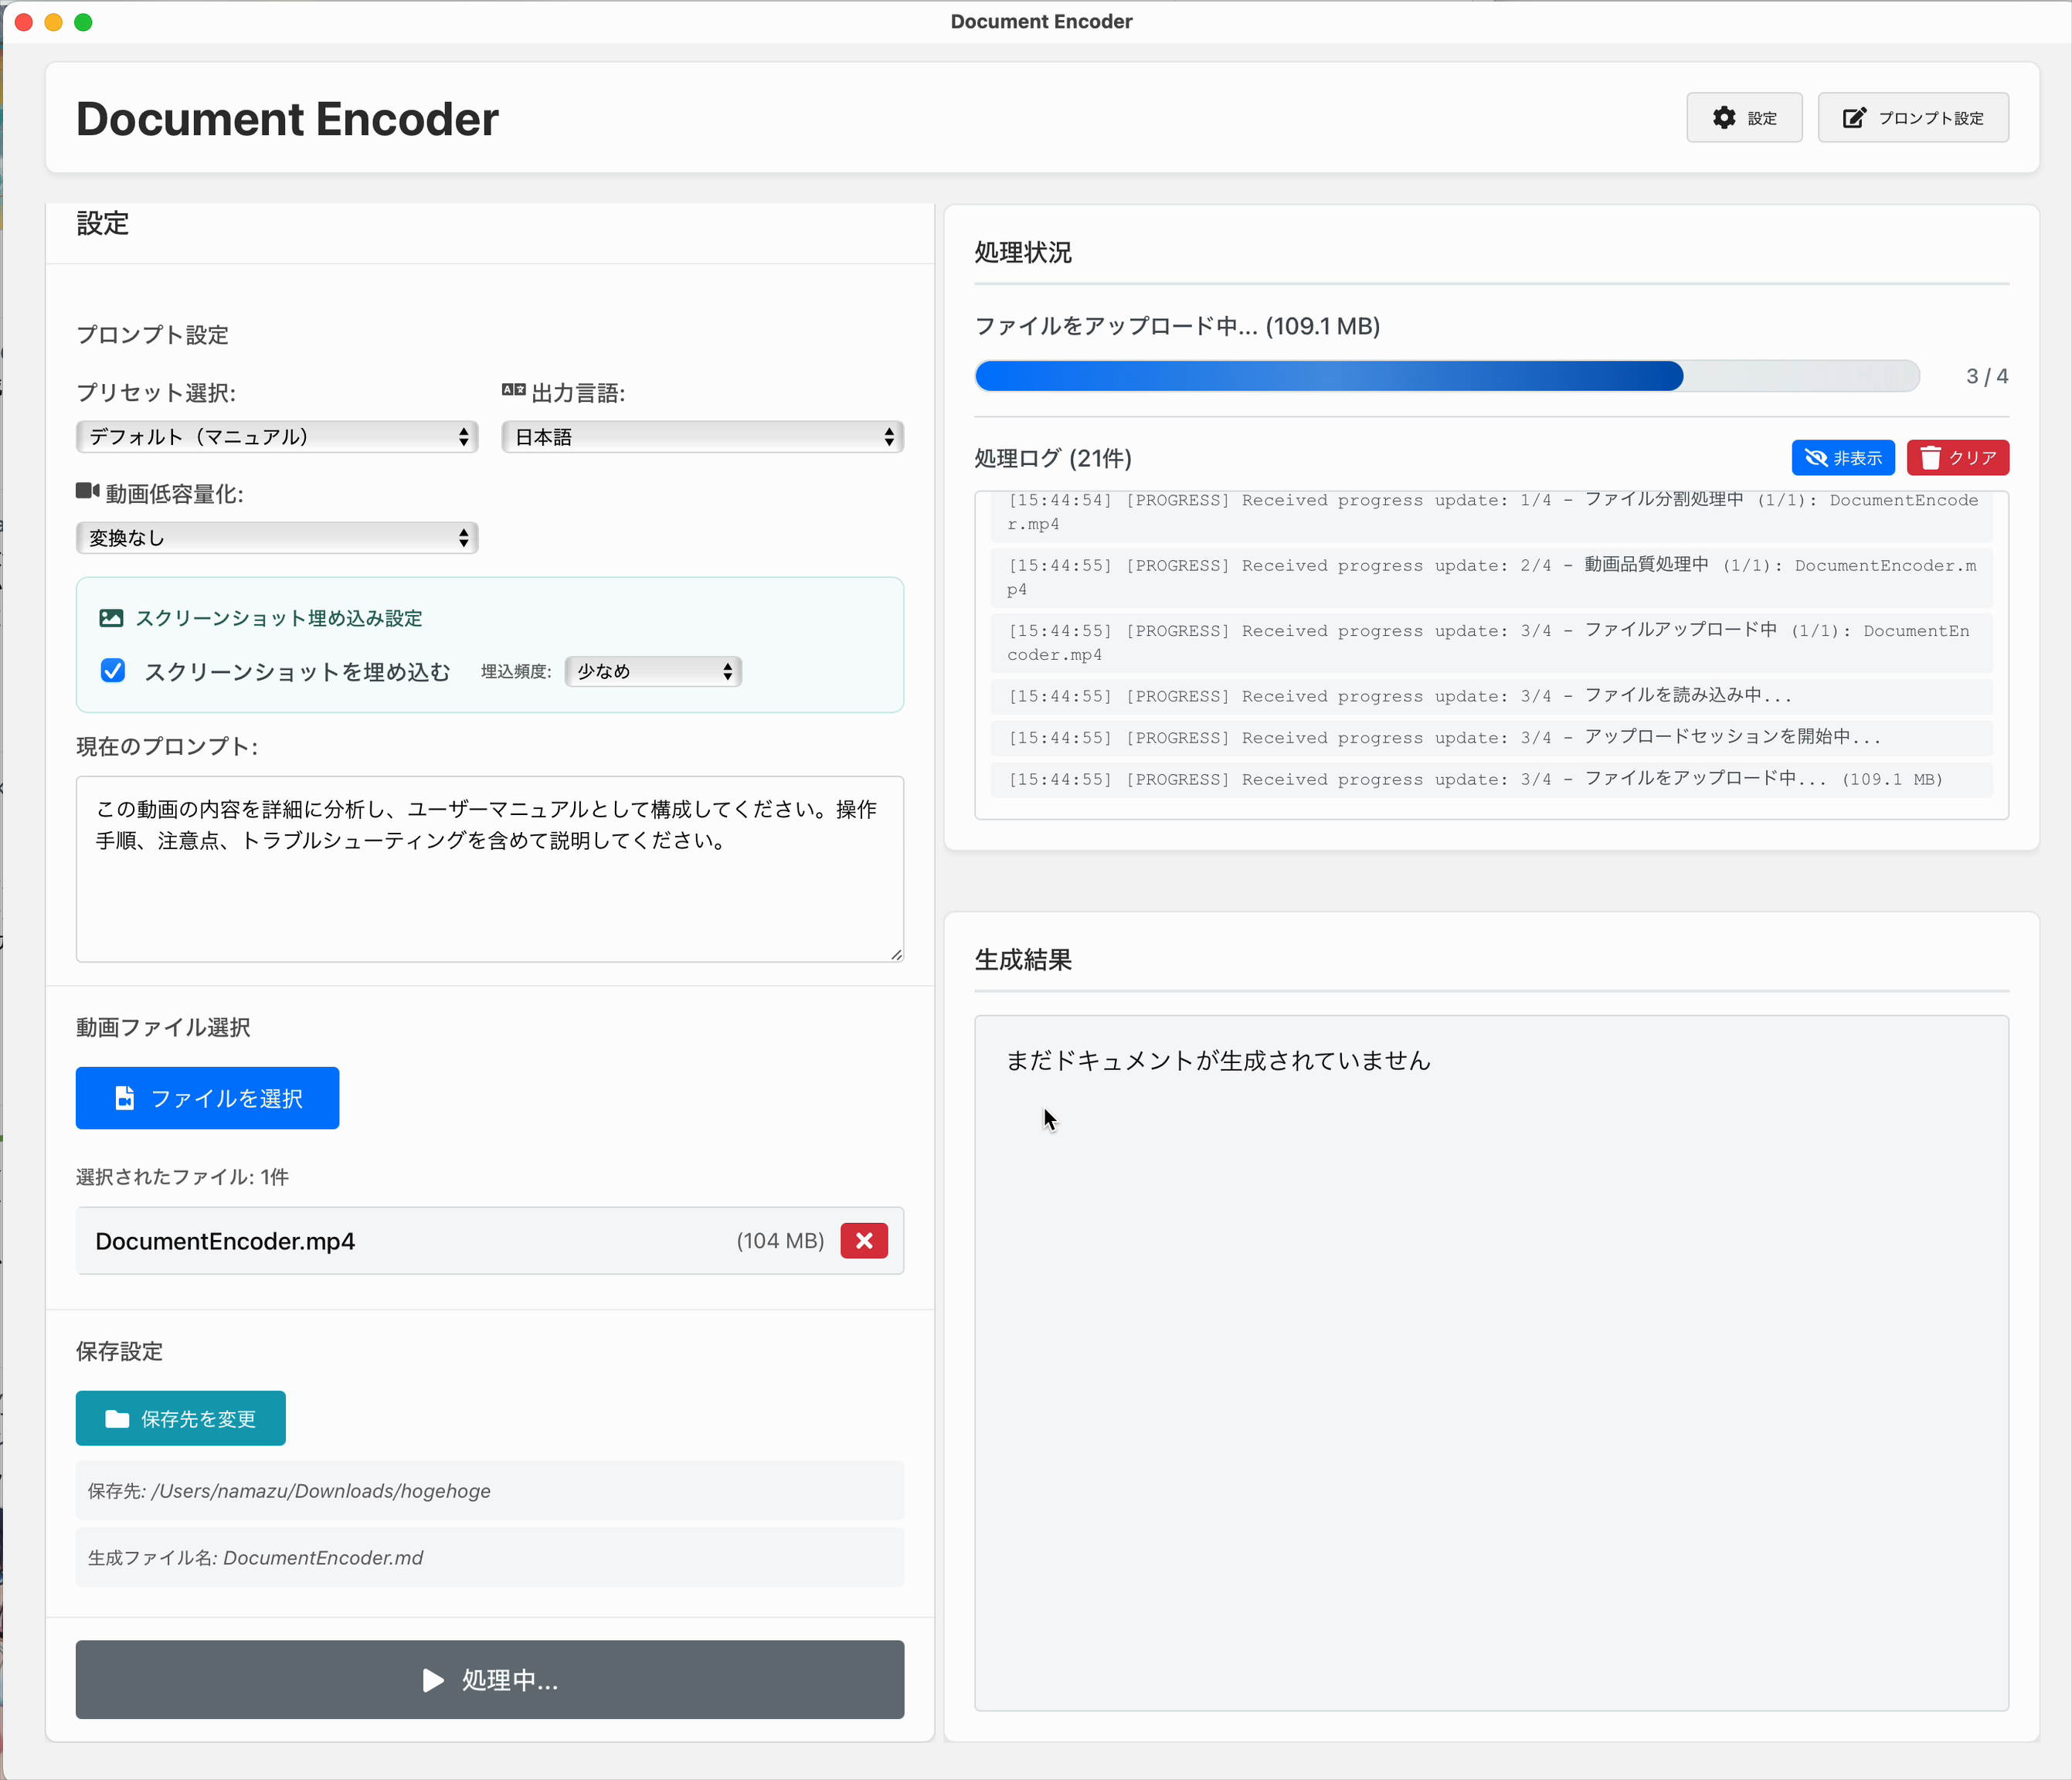 Document Encoder
Document Encoder
設定
プロンプト設定
設定
プロンプト設定
プリセット選択:
出力言語:
デフォルト（マニュアル）
日本語
動画低容量化:
変換なし
スクリーンショット埋め込み設定
スクリーンショットを埋め込む
埋込頻度:
少なめ
現在のプロンプト:
この動画の内容を詳細に分析し、ユーザーマニュアルとして構成してください。操作
手順、注意点、トラブルシューティングを含めて説明してください。
動画ファイル選択
ファイルを選択
選択されたファイル: 1件
DocumentEncoder.mp4
(104 MB)
保存設定
保存先を変更
保存先: /Users/namazu/Downloads/hogehoge
生成ファイル名: DocumentEncoder.md
処理中...
処理状況
ファイルをアップロード中... (109.1 MB)
3 / 4
処理ログ (21件)
非表示
クリア
[15:44:54] [PROGRESS] Received progress update: 1/4 - ファイル分割処理中 (1/1): DocumentEncode
r.mp4
[15:44:55] [PROGRESS] Received progress update: 2/4 - 動画品質処理中 (1/1): DocumentEncoder.m
p4
[15:44:55] [PROGRESS] Received progress update: 3/4 - ファイルアップロード中 (1/1): DocumentEn
coder.mp4
[15:44:55] [PROGRESS] Received progress update: 3/4 - ファイルを読み込み中...
[15:44:55] [PROGRESS] Received progress update: 3/4 - アップロードセッションを開始中...
[15:44:55] [PROGRESS] Received progress update: 3/4 - ファイルをアップロード中... (109.1 MB)
生成結果
まだドキュメントが生成されていません